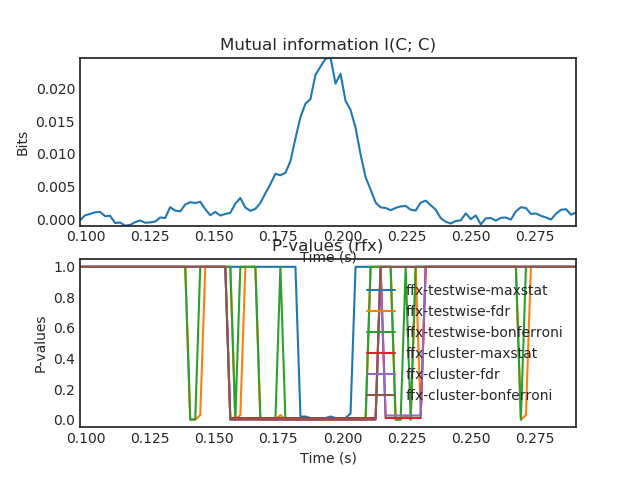 Mutual information I(C; C)
Bits
0.020
0.015
0.010
0.005
0.000
0.100 0.125 0.150 0.175 0.200 0.225 0.250 0.275
Time (s)
P-values (rfx)
P-values
1.0
0.8
0.6
0.4
0.2
0.0
ffx-testwise-maxstat
ffx-testwise-fdr
ffx-testwise-bonferroni
ffx-cluster-maxstat
ffx-cluster-fdr
ffx-cluster-bonferroni
0.100 0.125 0.150 0.175 0.200 0.225 0.250 0.275
Time (s)